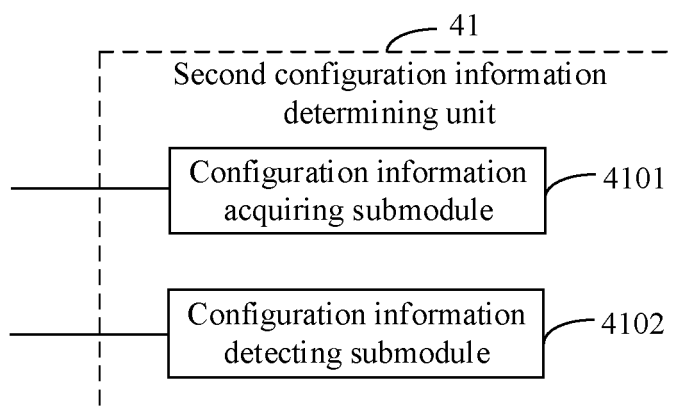 41
Second configuration information
determining unit
Configuration information
acquiring submodule
4101
Configuration information
detecting submodule
4102